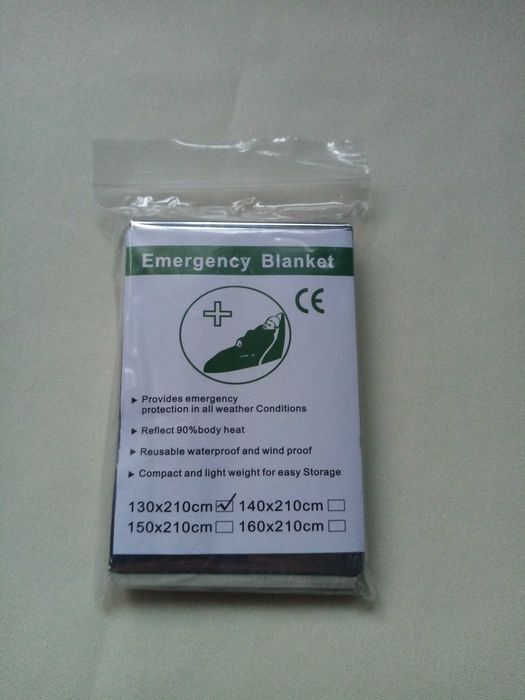 Emergency Blanket
CE
▶ Provides emergency
protection in all weather Conditions
▶ Reflect 90%body heat
▶ Reusable waterproof and wind proof
▶ Compact and light weight for easy Storage
130x210cm ☑ 140x210cm ☐
150x210cm ☐ 160x210cm ☐